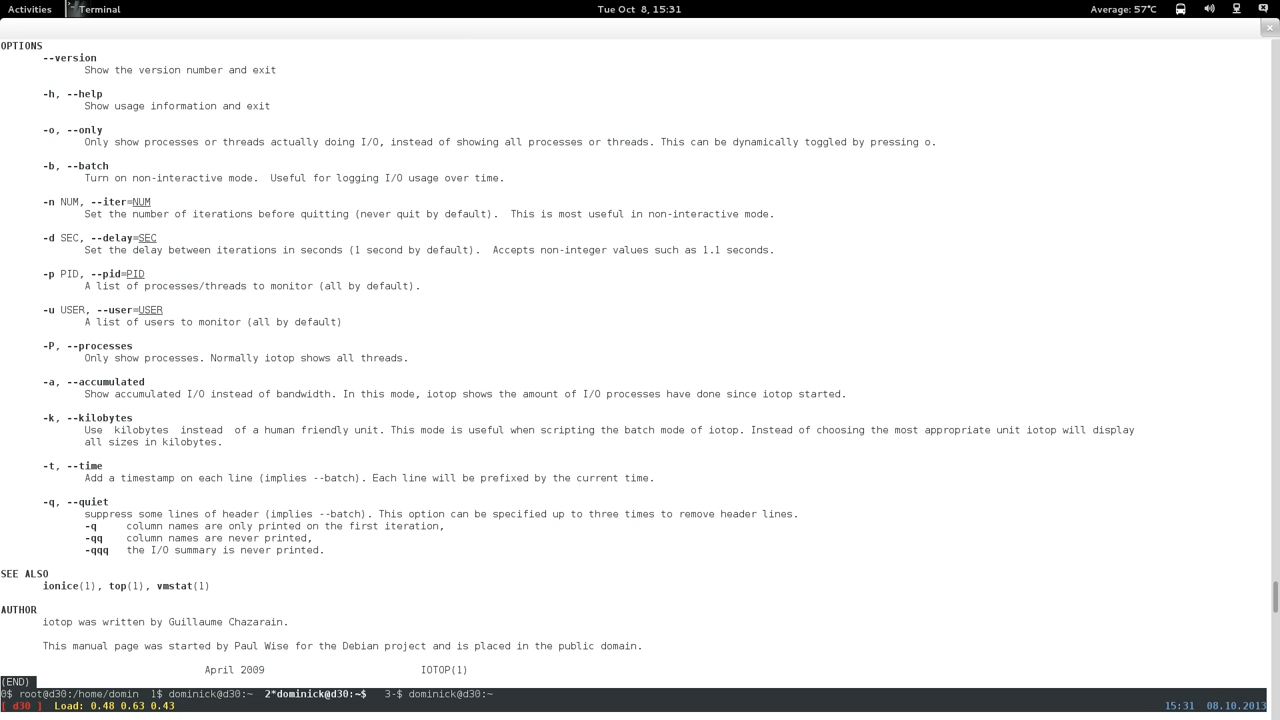 Activities Terminal Tue Oct 8, 15:31 Average: 57°C
OPTIONS
--version
Show the version number and exit
-h, --help
Show usage information and exit
-o, --only
Only show processes or threads actually doing I/O, instead of showing all processes or threads. This can be dynamically toggled by pressing o.
-b, --batch
Turn on non-interactive mode.  Useful for logging I/O usage over time.
-n NUM, --iter=NUM
Set the number of iterations before quitting (never quit by default).  This is most useful in non-interactive mode.
-d SEC, --delay=SEC
Set the delay between iterations in seconds (1 second by default).  Accepts non-integer values such as 1.1 seconds.
-p PID, --pid=PID
A list of processes/threads to monitor (all by default).
-u USER, --user=USER
A list of users to monitor (all by default)
-P, --processes
Only show processes. Normally iotop shows all threads.
-a, --accumulated
Show accumulated I/O instead of bandwidth. In this mode, iotop shows the amount of I/O processes have done since iotop started.
-k, --kilobytes
Use  kilobytes  instead  of a human friendly unit. This mode is useful when scripting the batch mode of iotop. Instead of choosing the most appropriate unit iotop will display
all sizes in kilobytes.
-t, --time
Add a timestamp on each line (implies --batch). Each line will be prefixed by the current time.
-q, --quiet
suppress some lines of header (implies --batch). This option can be specified up to three times to remove header lines.
-q     column names are only printed on the first iteration,
-qq    column names are never printed,
-qqq   the I/O summary is never printed.
SEE ALSO
ionice(1), top(1), vmstat(1)
AUTHOR
iotop was written by Guillaume Chazarain.
This manual page was started by Paul Wise for the Debian project and is placed in the public domain.
April 2009 IOTOP(1)
(END)
0$ root@d30:/home/domin  1$ dominick@d30:~  2*dominick@d30:~$   3-$ dominick@d30:~
[ d30 ]  Load: 0.48 0.63 0.43 15:31  08.10.2013